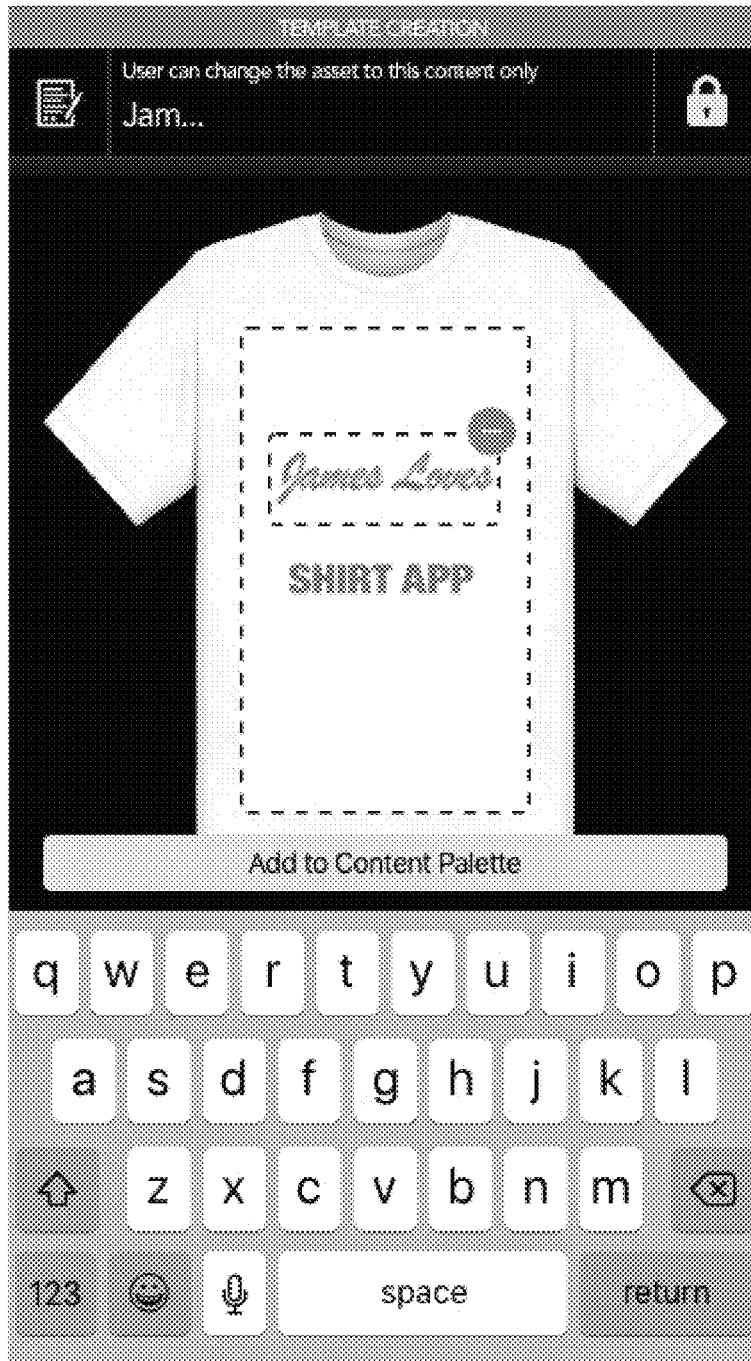 TEMPLATE CREATION
User can change the asset to this content only
Jam...
James Loves
SHIRT APP
Add to Content Palette
q w e r t y u i o p
a s d f g h j k l
z x c v b n m
123 space return